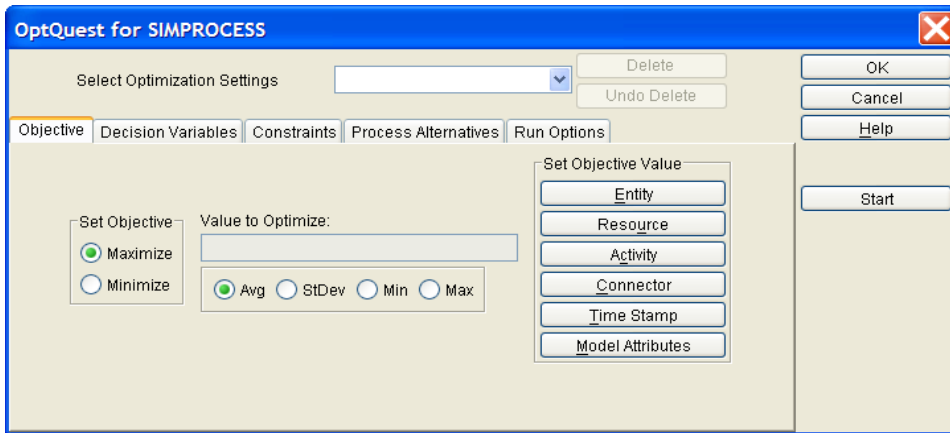 OptQuest for SIMPROCESS
Select Optimization Settings
Delete
Undo Delete
OK
Cancel
Help
Start
Objective Decision Variables Constraints Process Alternatives Run Options
Set Objective
Maximize
Minimize
Value to Optimize:
Avg StDev Min Max
Set Objective Value
Entity
Resource
Activity
Connector
Time Stamp
Model Attributes